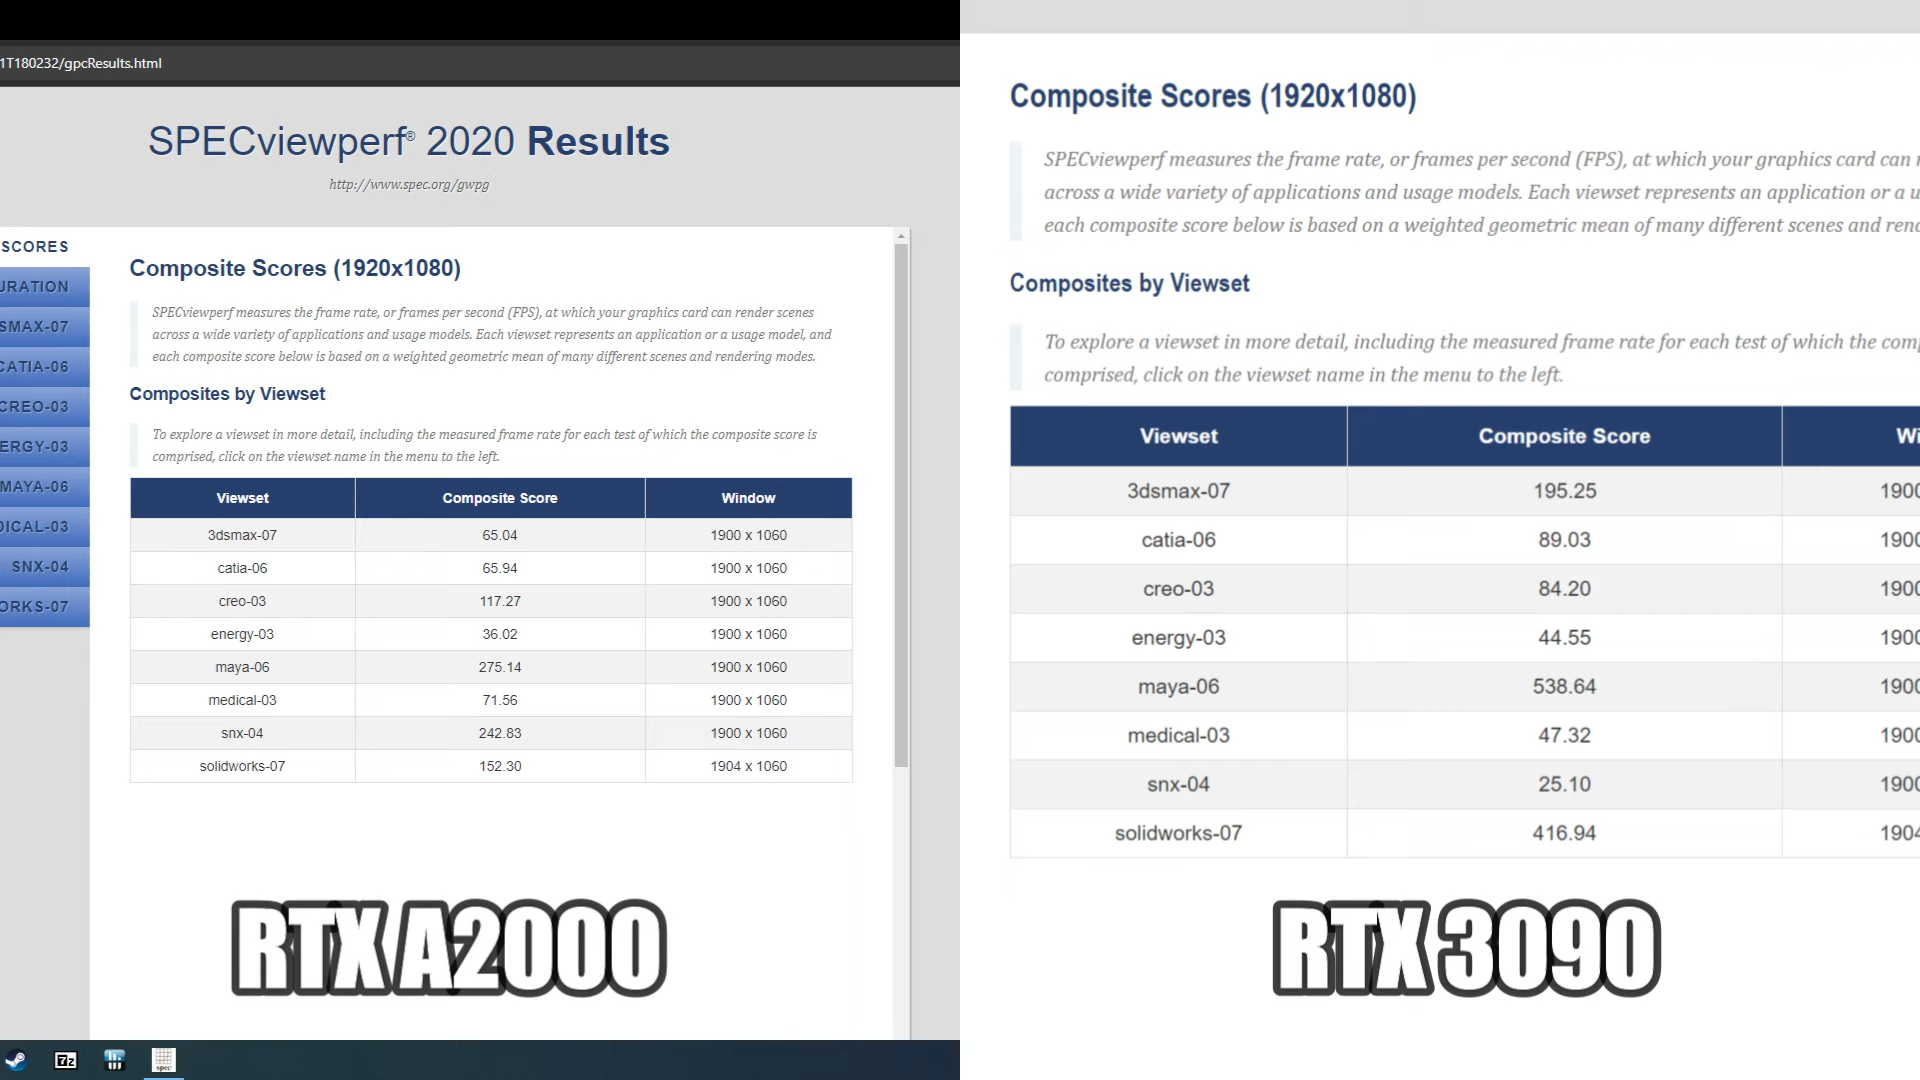 1T180232/gpcResults.html
SPECviewperf® 2020 Results
http://www.spec.org/gwpg
SCORES
URATION
SMAX-07
CATIA-06
CREO-03
ERGY-03
MAYA-06
DICAL-03
SNX-04
ORKS-07
Composite Scores (1920x1080)
SPECviewperf measures the frame rate, or frames per second (FPS), at which your graphics card can render scenes
across a wide variety of applications and usage models. Each viewset represents an application or a usage model, and
each composite score below is based on a weighted geometric mean of many different scenes and rendering modes.
Composites by Viewset
To explore a viewset in more detail, including the measured frame rate for each test of which the composite score is
comprised, click on the viewset name in the menu to the left.
Viewset Composite Score Window
3dsmax-07 65.04 1900 x 1060
catia-06 65.94 1900 x 1060
creo-03 117.27 1900 x 1060
energy-03 36.02 1900 x 1060
maya-06 275.14 1900 x 1060
medical-03 71.56 1900 x 1060
snx-04 242.83 1900 x 1060
solidworks-07 152.30 1904 x 1060
RTX A2000
7z
spec
Composite Scores (1920x1080)
SPECviewperf measures the frame rate, or frames per second (FPS), at which your graphics card can r
across a wide variety of applications and usage models. Each viewset represents an application or a u
each composite score below is based on a weighted geometric mean of many different scenes and rend
Composites by Viewset
To explore a viewset in more detail, including the measured frame rate for each test of which the comp
comprised, click on the viewset name in the menu to the left.
Viewset Composite Score Wi
3dsmax-07 195.25 1900
catia-06 89.03 1900
creo-03 84.20 1900
energy-03 44.55 1900
maya-06 538.64 1900
medical-03 47.32 1900
snx-04 25.10 1900
solidworks-07 416.94 1904
RTX 3090